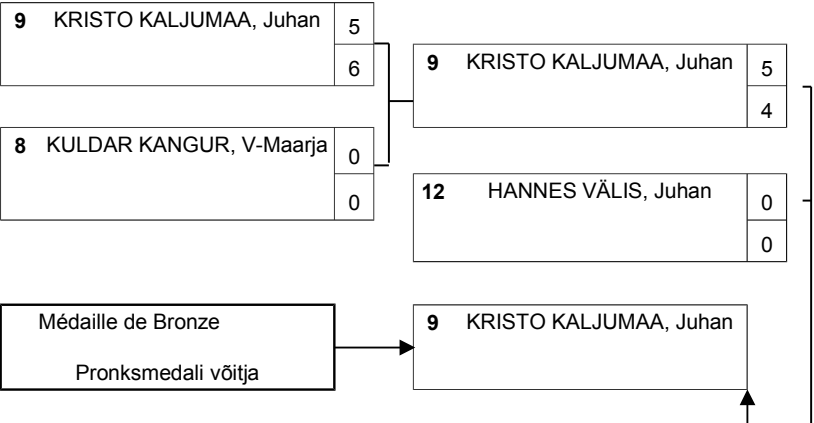 9 KRISTO KALJUMAA, Juhan 5
6
8 KULDAR KANGUR, V-Maarja 0
0
9 KRISTO KALJUMAA, Juhan 5
4
12 HANNES VÄLIS, Juhan 0
0
Médaille de Bronze
Pronksmedali võitja
9 KRISTO KALJUMAA, Juhan